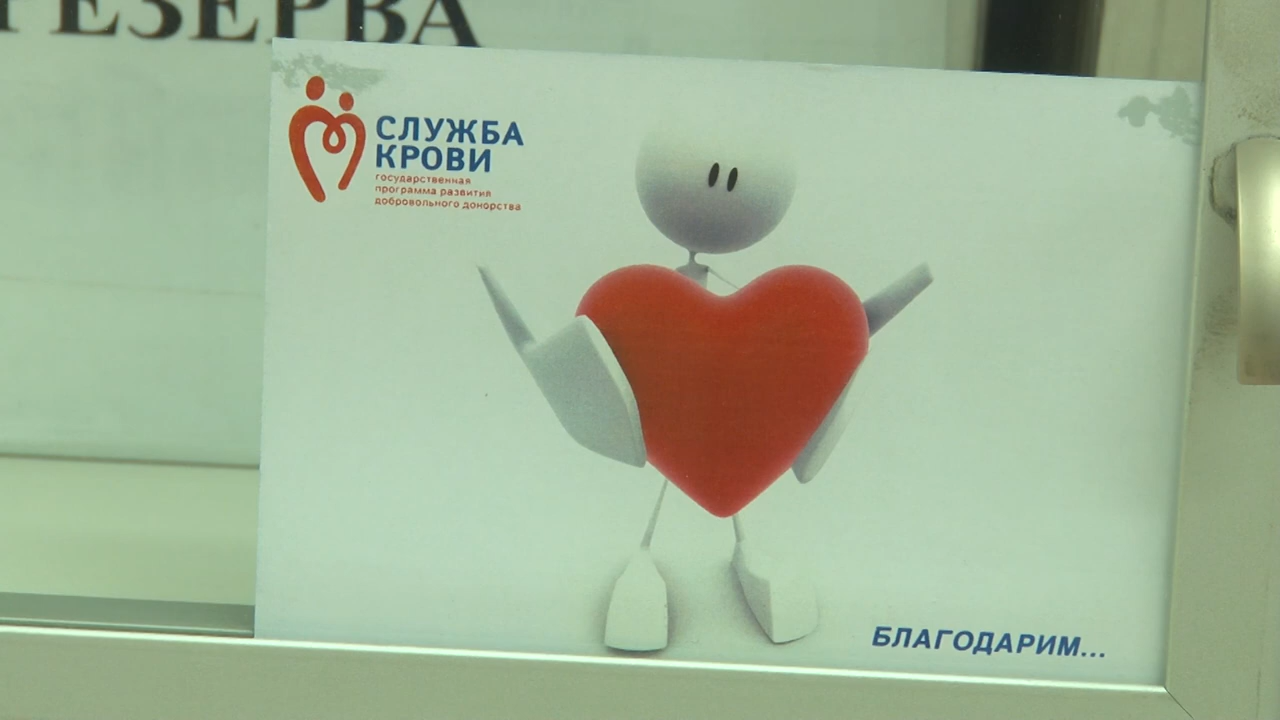 РЕЗЕРВА
СЛУЖБА
КРОВИ
государственная
программа развития
добровольного донорства
БЛАГОДАРИМ...